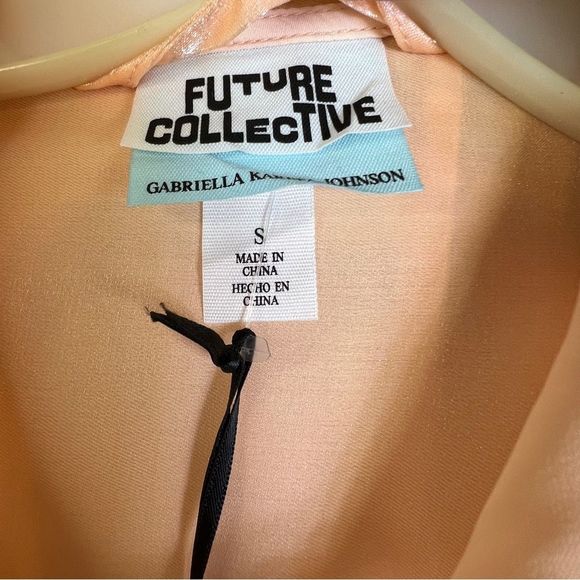 FUTURE
COLLECTIVE
GABRIELLA JOHNSON
S
MADE IN
CHINA
HECHO EN
CHINA